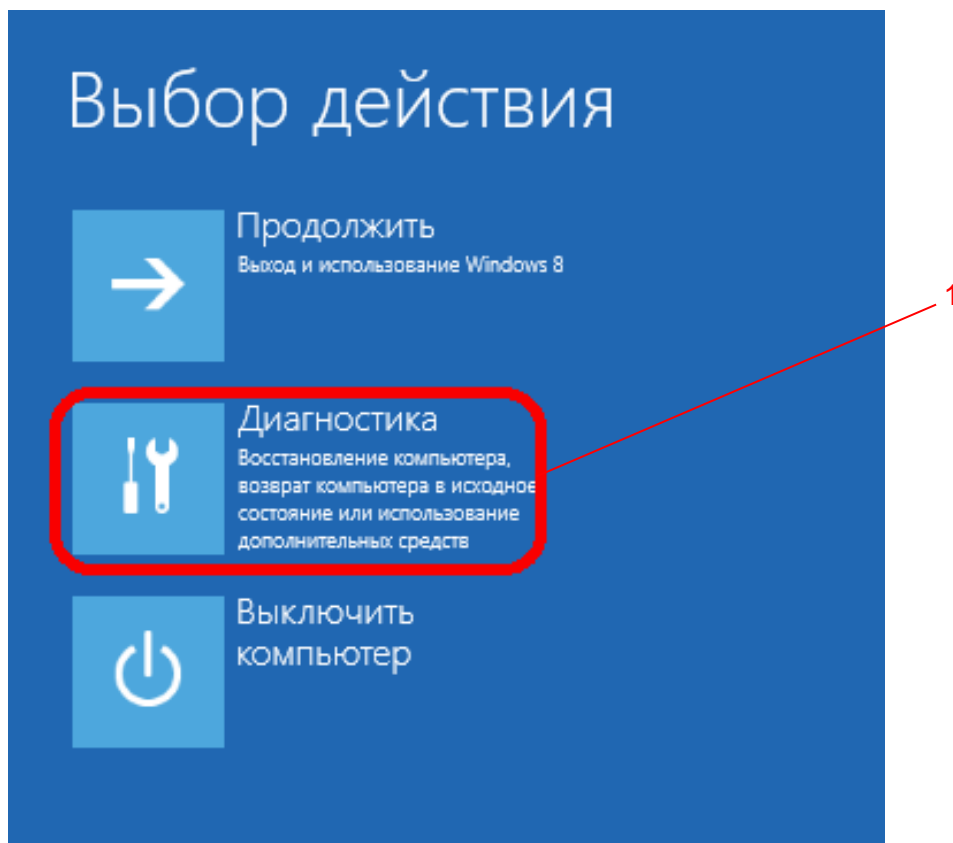 Выбор действия
Продолжить
Выход и использование Windows 8
1
Диагностика
Восстановление компьютера,
возврат компьютера в исходное
состояние или использование
дополнительных средств
Выключить
компьютер